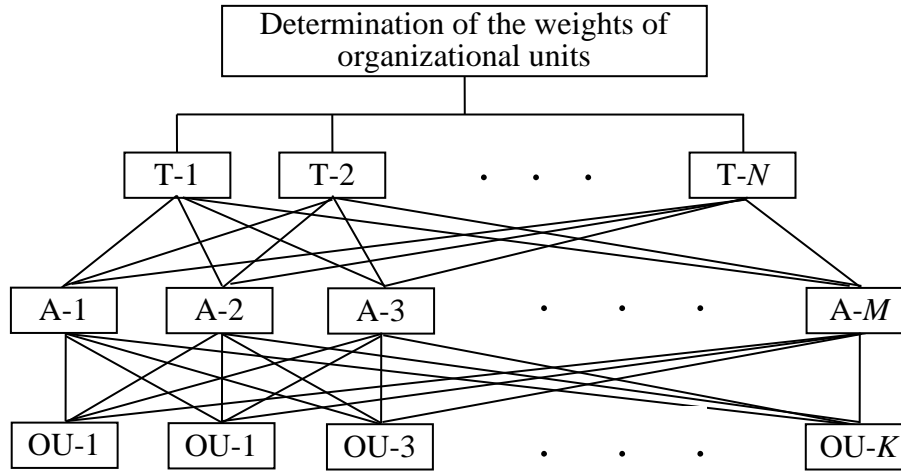 Determination of the weights of
organizational units
T-1 T-2 . . . T-N
A-1 A-2 A-3 . . . A-M
OU-1 OU-1 OU-3 . . . OU-K